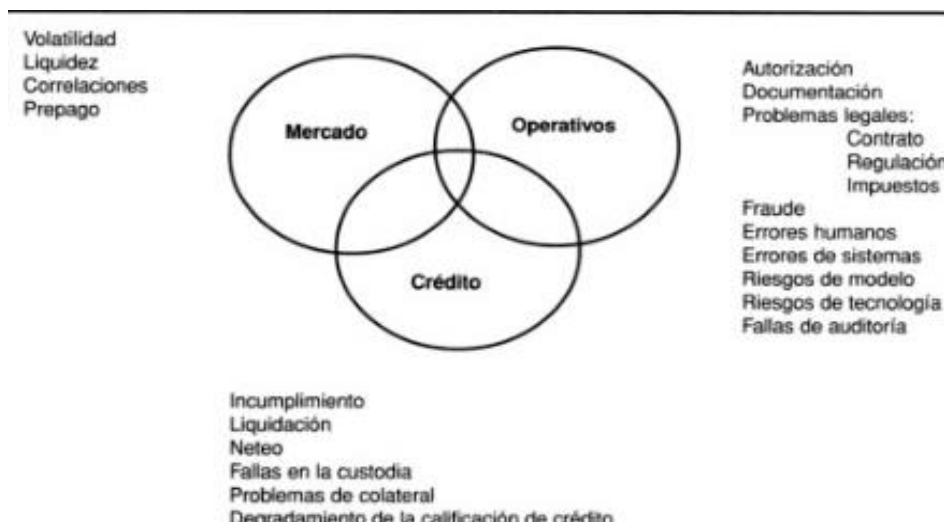 Volatilidad
Liquidez
Correlaciones
Prepago
Mercado
Operativos
Crédito
Autorización
Documentación
Problemas legales:
Contrato
Regulación
Impuestos
Fraude
Errores humanos
Errores de sistemas
Riesgos de modelo
Riesgos de tecnología
Fallas de auditoría
Incumplimiento
Liquidación
Neteo
Fallas en la custodia
Problemas de colateral
Degradamiento de la calificación de crédito